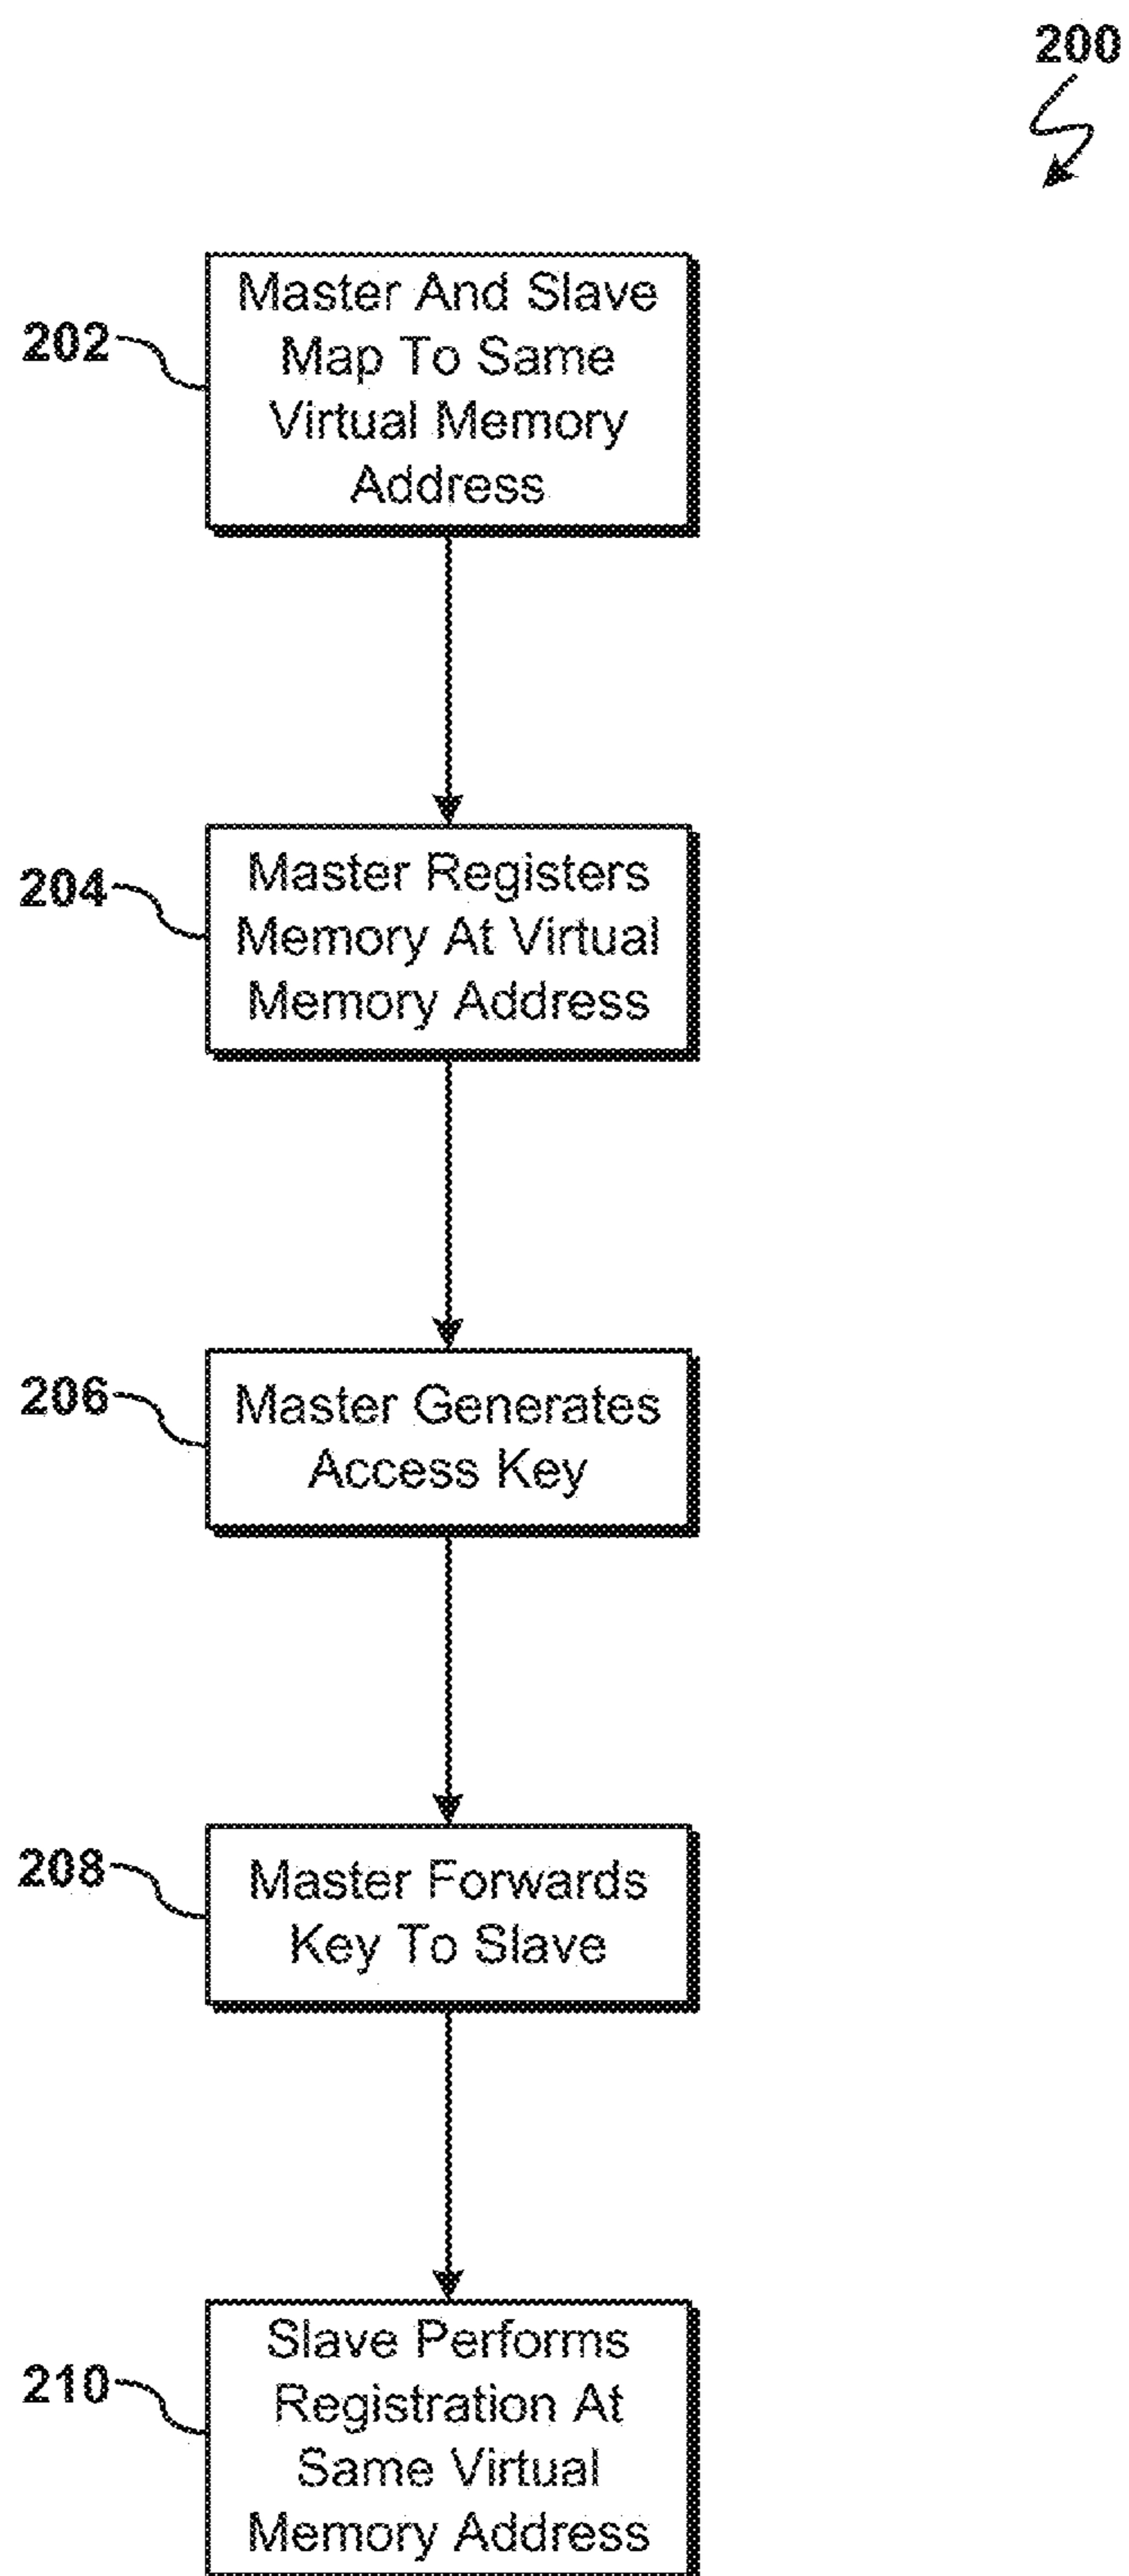 200
202
Master And Slave
Map To Same
Virtual Memory
Address
204
Master Registers
Memory At Virtual
Memory Address
206
Master Generates
Access Key
208
Master Forwards
Key To Slave
210
Slave Performs
Registration At
Same Virtual
Memory Address